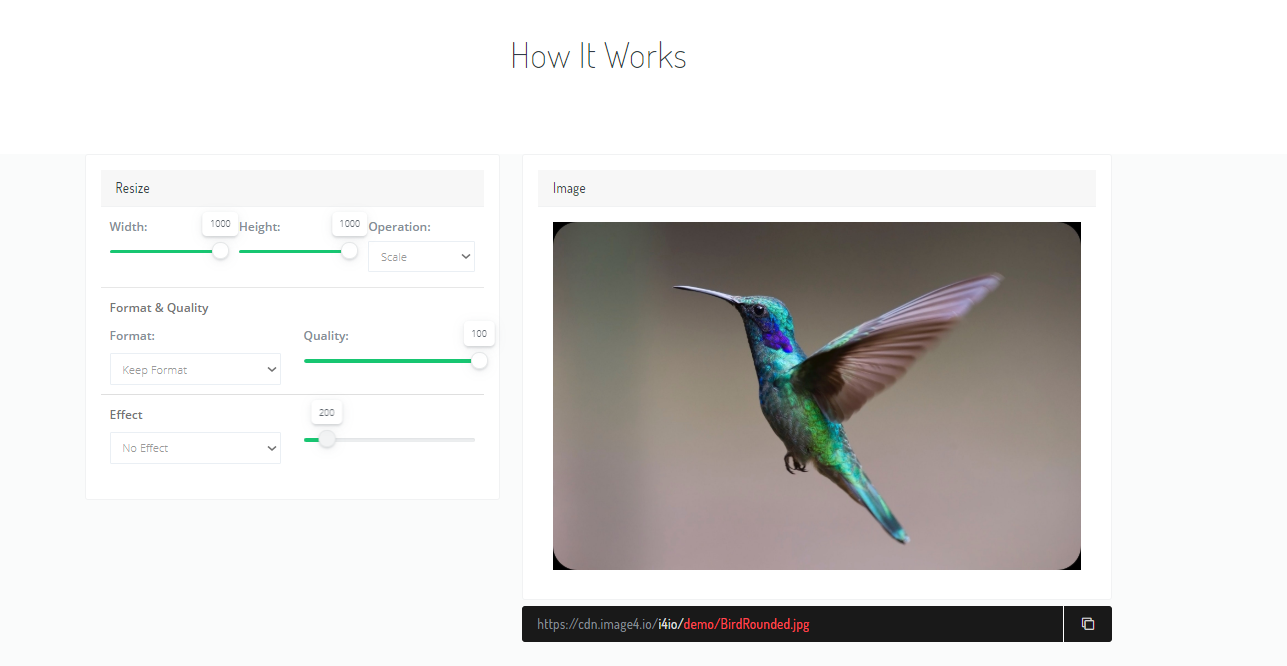 How It Works
Resize
Image
Width:
1000
Height:
1000
Operation:
Scale
Format & Quality
Format:
Quality:
100
Keep Format
Effect
200
No Effect
https://cdn.image4.io/i4io/demo/BirdRounded.jpg